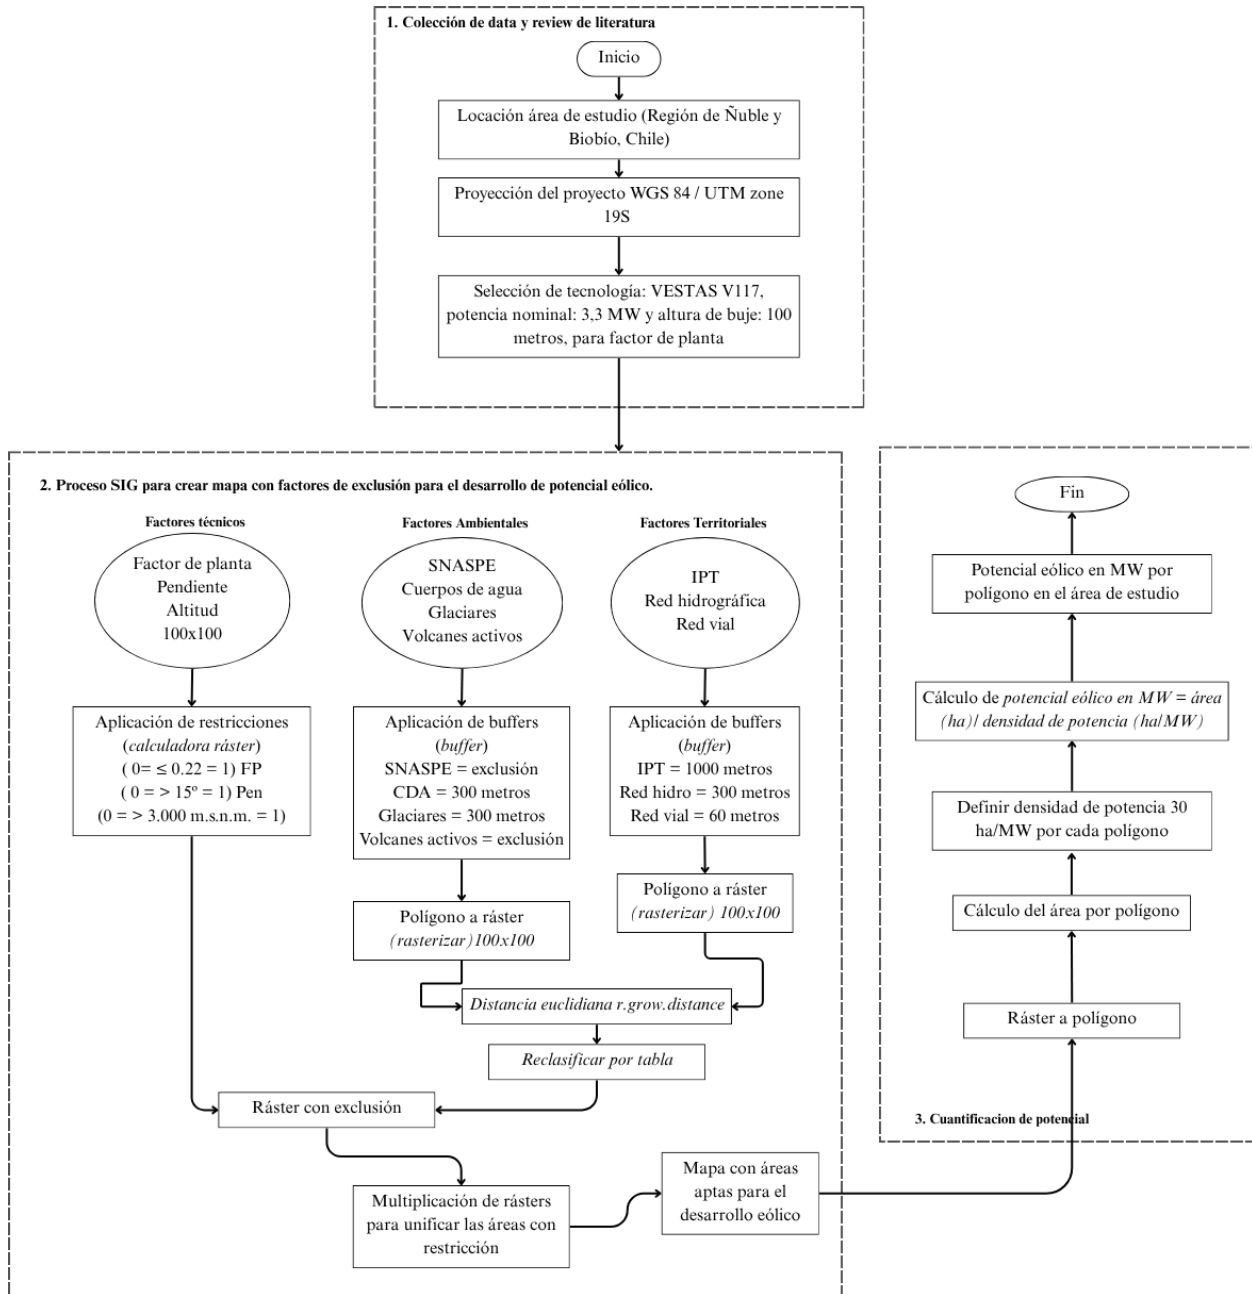 1. Colección de data y review de literatura
Inicio
Locación área de estudio (Región de Ñuble y
Biobío, Chile)
Proyección del proyecto WGS 84 / UTM zone
19S
Selección de tecnología: VESTAS V117,
potencia nominal: 3,3 MW y altura de buje: 100
metros, para factor de planta
2. Proceso SIG para crear mapa con factores de exclusión para el desarrollo de potencial eólico.
Factores técnicos
Factor de planta
Pendiente
Altitud
100x100
Aplicación de restricciones
(calculadora ráster)
( 0= ≤ 0.22 = 1) FP
( 0 = > 15º = 1) Pen
(0 = > 3.000 m.s.n.m. = 1)
Factores Ambientales
SNASPE
Cuerpos de agua
Glaciares
Volcanes activos
Aplicación de buffers
(buffer)
SNASPE = exclusión
CDA = 300 metros
Glaciares = 300 metros
Volcanes activos = exclusión
Polígono a ráster
(rasterizar)100x100
Factores Territoriales
IPT
Red hidrográfica
Red vial
Aplicación de buffers
(buffer)
IPT = 1000 metros
Red hidro = 300 metros
Red vial = 60 metros
Polígono a ráster
(rasterizar) 100x100
Distancia euclidiana r.grow.distance
Reclasificar por tabla
Ráster con exclusión
Multiplicación de rásters
para unificar las áreas con
restricción
Mapa con áreas
aptas para el
desarrollo eólico
Fin
Potencial eólico en MW por
polígono en el área de estudio
Cálculo de potencial eólico en MW = área
(ha)/ densidad de potencia (ha/MW)
Definir densidad de potencia 30
ha/MW por cada polígono
Cálculo del área por polígono
Ráster a polígono
3. Cuantificacion de potencial